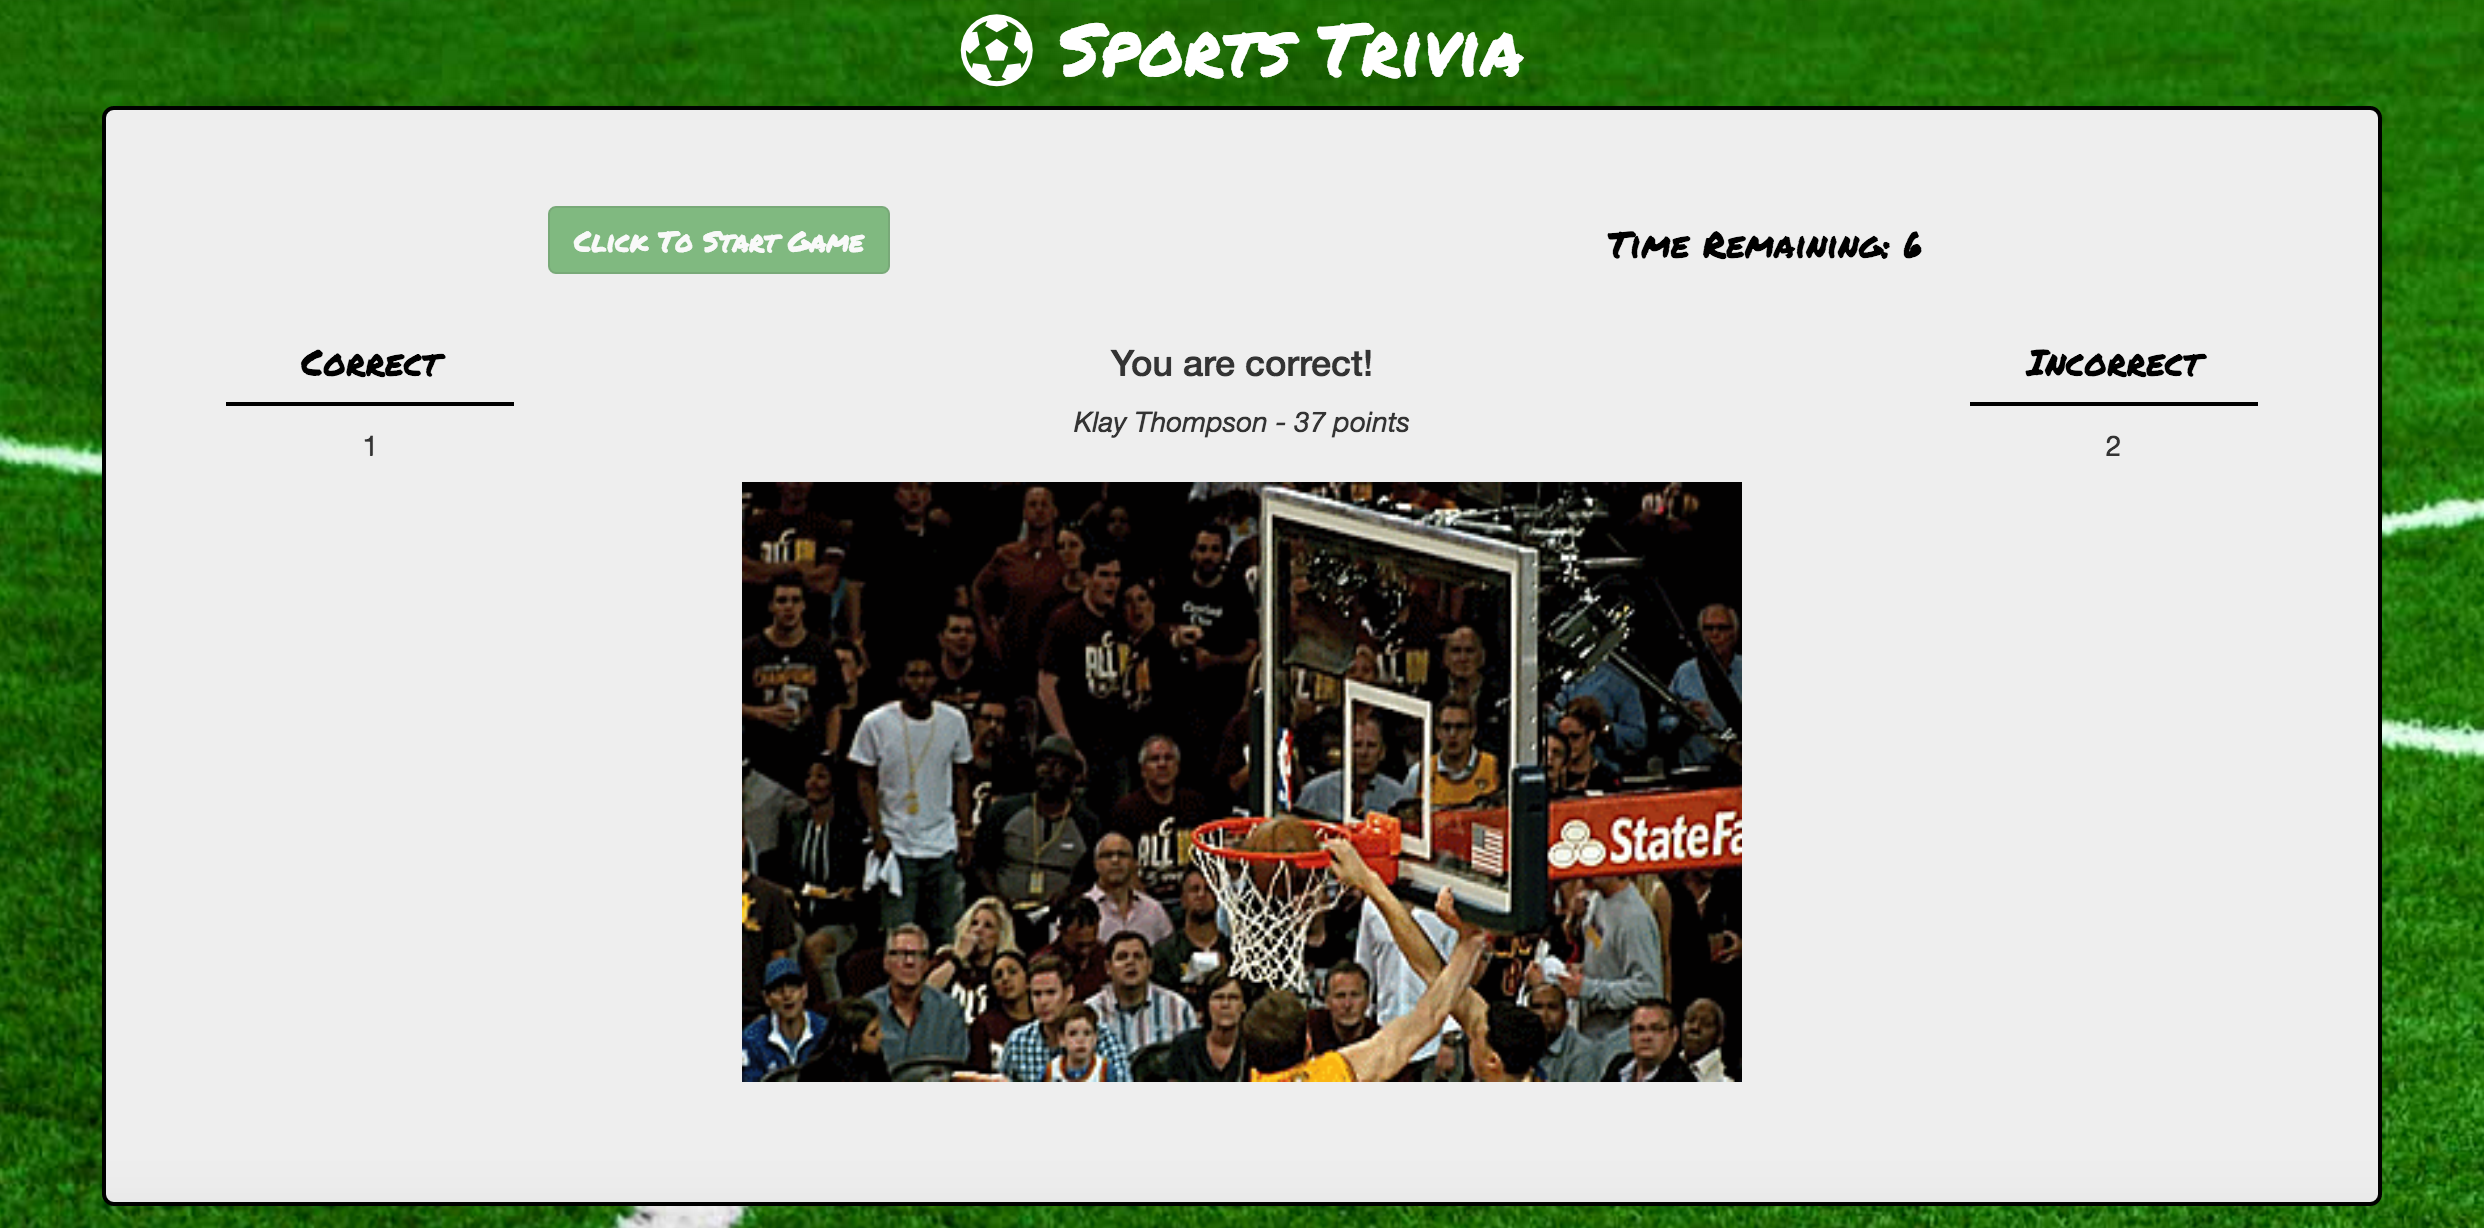 Sports Trivia
Click To Start Game
Time Remaining: 6
Correct
1
You are correct!
Klay Thompson - 37 points
Incorrect
2
ALL
ALL
StateFa